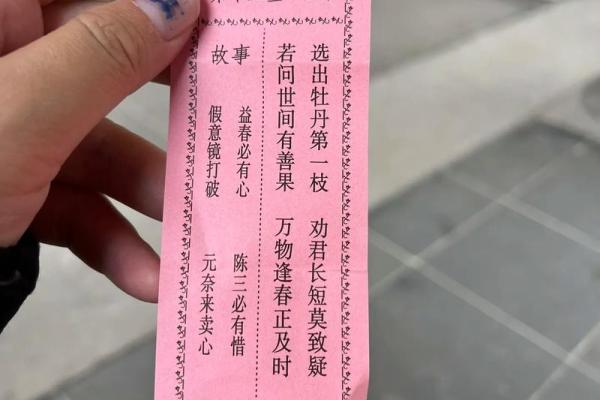 选出牡丹第一枝 劝君长短莫致疑
若问世间有善果 万物逢春正及时
故事
益春必有心 陈三必有惜
假意镜打破 元奈来卖心